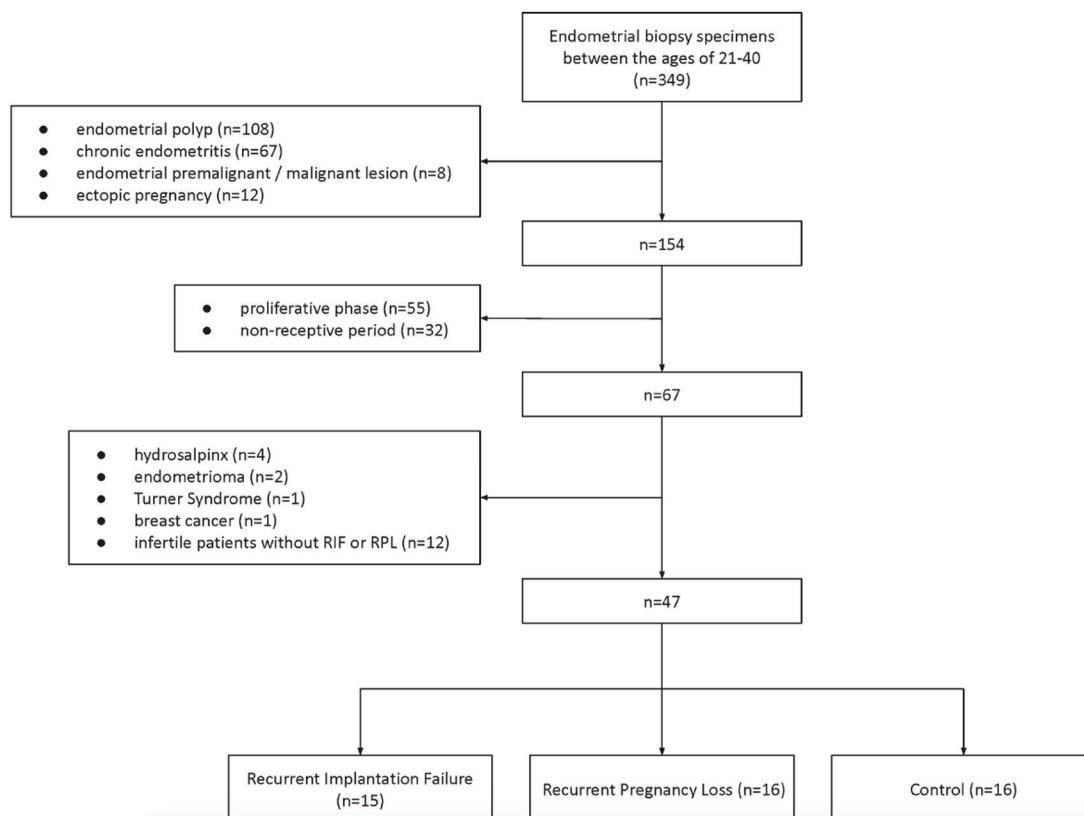 Endometrial biopsy specimens
between the ages of 21-40
(n=349)
● endometrial polyp (n=108)
● chronic endometritis (n=67)
● endometrial premalignant / malignant lesion (n=8)
● ectopic pregnancy (n=12)
n=154
● proliferative phase (n=55)
● non-receptive period (n=32)
n=67
● hydrosalpinx (n=4)
● endometrioma (n=2)
● Turner Syndrome (n=1)
● breast cancer (n=1)
● infertile patients without RIF or RPL (n=12)
n=47
Recurrent Implantation Failure
(n=15)
Recurrent Pregnancy Loss (n=16)
Control (n=16)